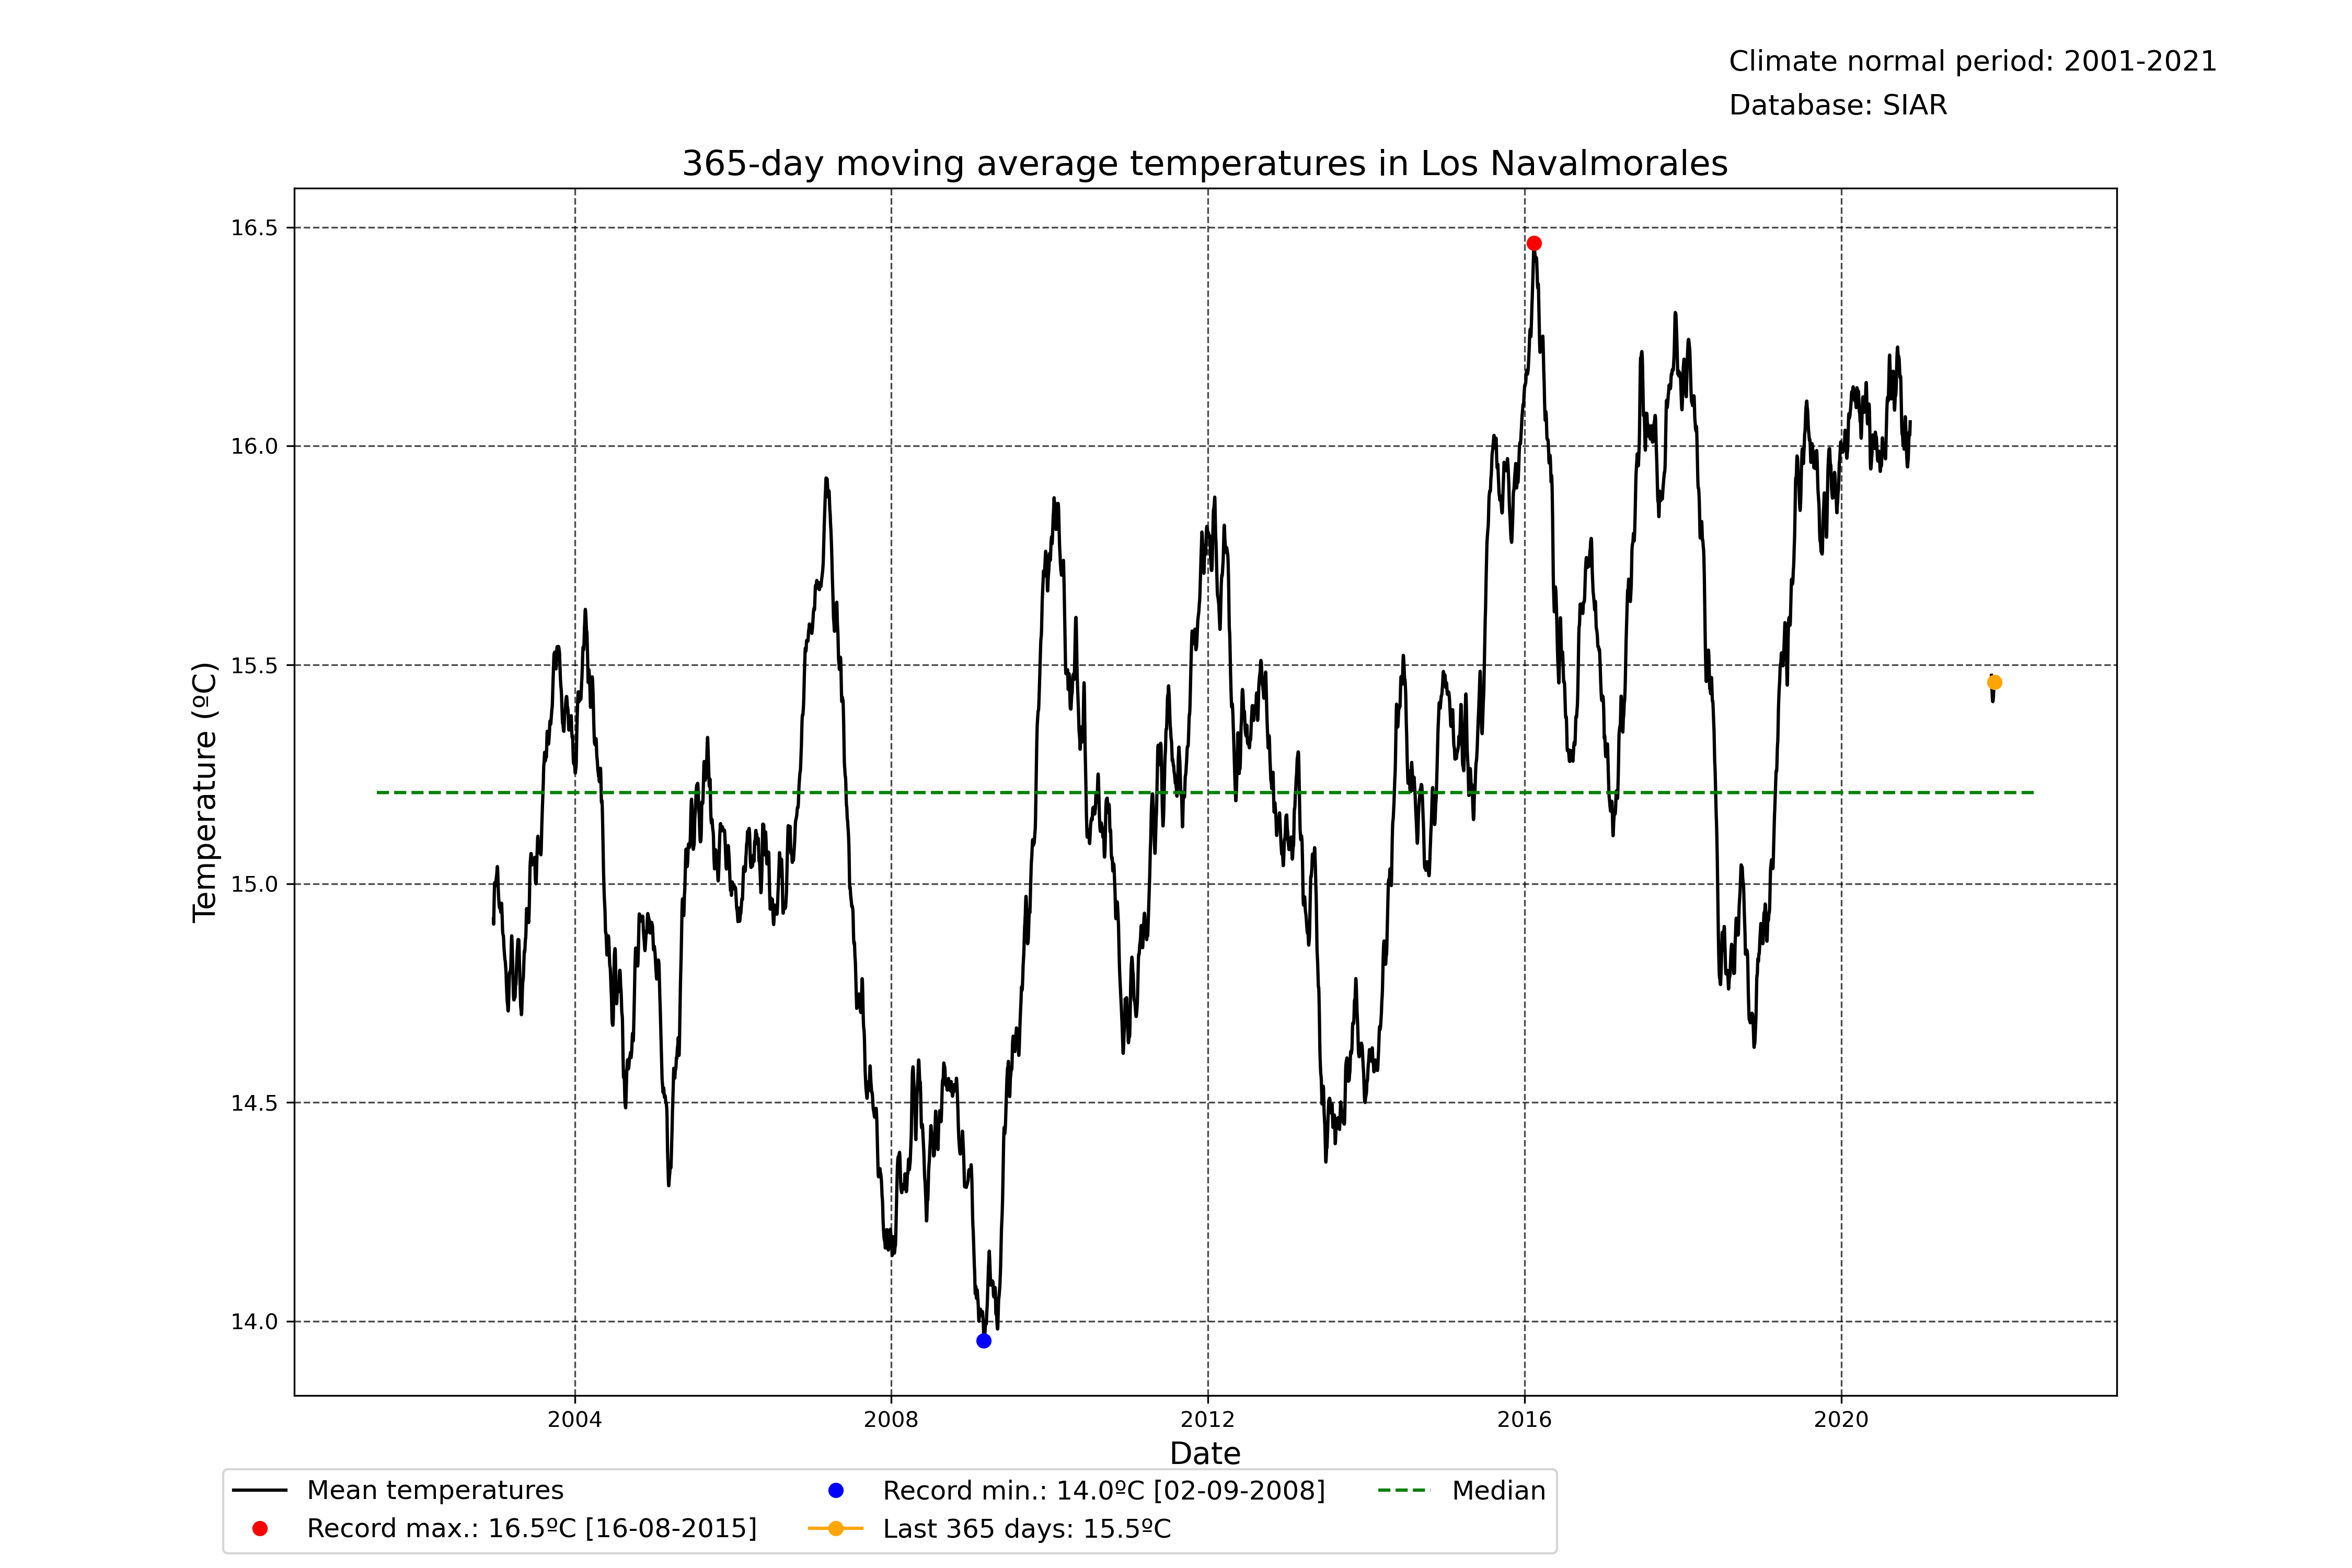 Climate normal period: 2001-2021
Database: SIAR
365-day moving average temperatures in Los Navalmorales
16.5
16.0
15.5
15.0
14.5
14.0
Temperature (ºC)
2004 2008 2012 2016 2020
Date
Mean temperatures
Record max.: 16.5ºC [16-08-2015]
Record min.: 14.0ºC [02-09-2008]
Last 365 days: 15.5ºC
Median